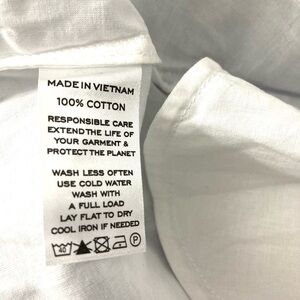 MADE IN VIETNAM
100% COTTON
RESPONSIBLE CARE
EXTEND THE LIFE OF
YOUR GARMENT &
PROTECT THE PLANET
WASH LESS OFTEN
USE COLD WATER
WASH WITH
A FULL LOAD
LAY FLAT TO DRY
COOL IRON IF NEEDED
40 P